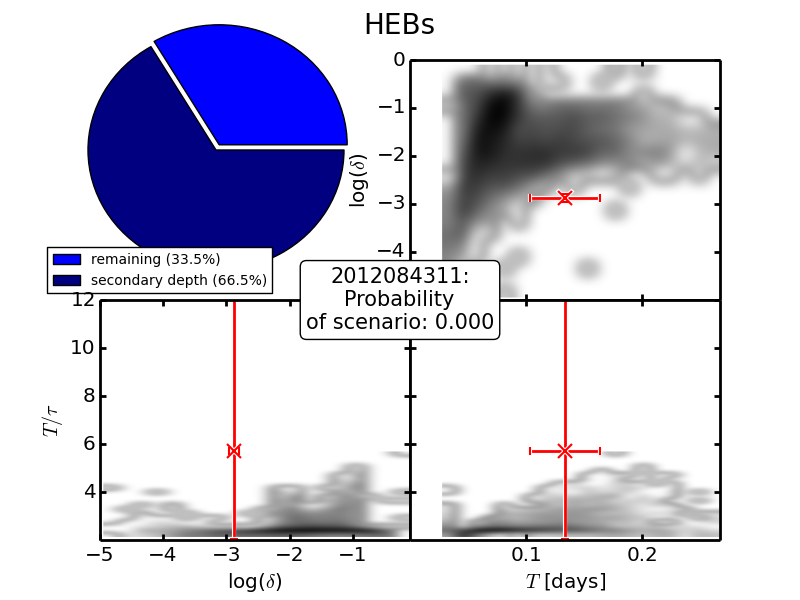 HEBs
remaining (33.5%)
secondary depth (66.5%)
log(δ)
0
−1
−2
−3
−4
2012084311:
Probability
of scenario: 0.000
T/τ
12
10
8
6
4
−5
−4
−3
−2
−1
log(δ)
0.1
0.2
T [days]